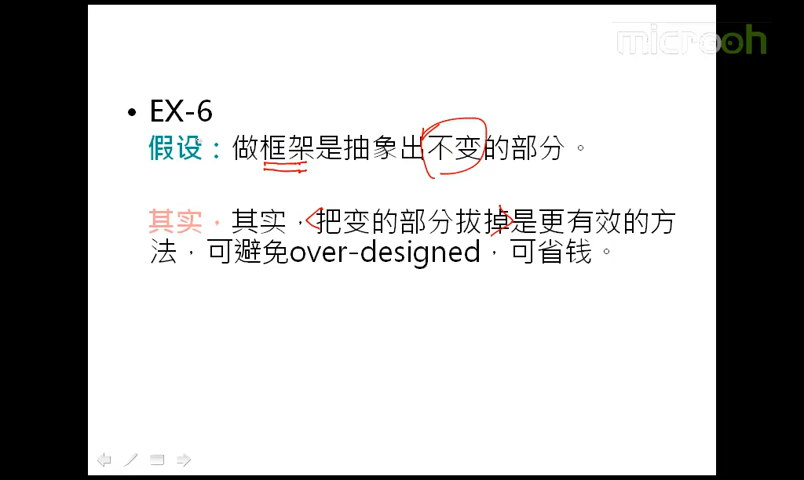 microoh
• EX-6
假设：做框架是抽象出不变的部分。
其实，其实，把变的部分拔掉是更有效的方
法，可避免over-designed，可省钱。